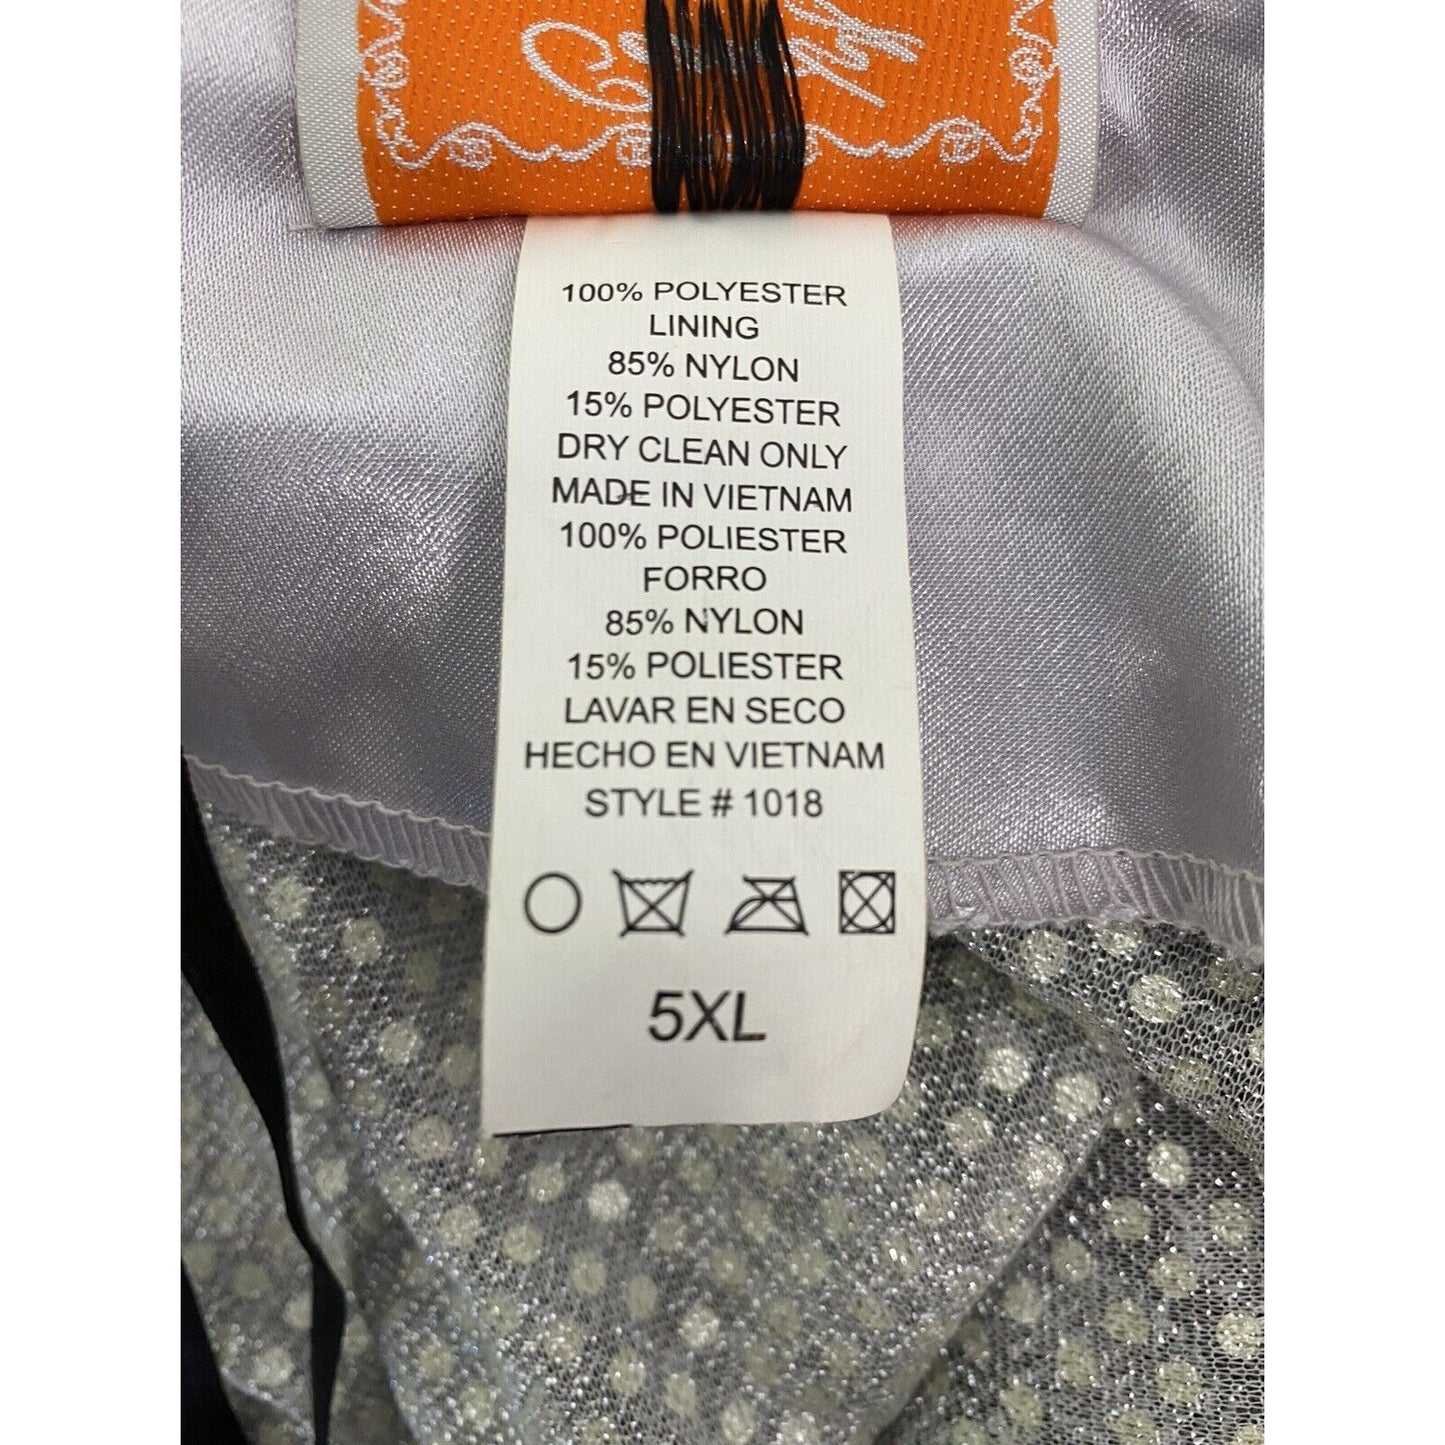 100% POLYESTER
LINING
85% NYLON
15% POLYESTER
DRY CLEAN ONLY
MADE IN VIETNAM
100% POLIESTER
FORRO
85% NYLON
15% POLIESTER
LAVAR EN SECO
HECHO EN VIETNAM
STYLE # 1018
5XL